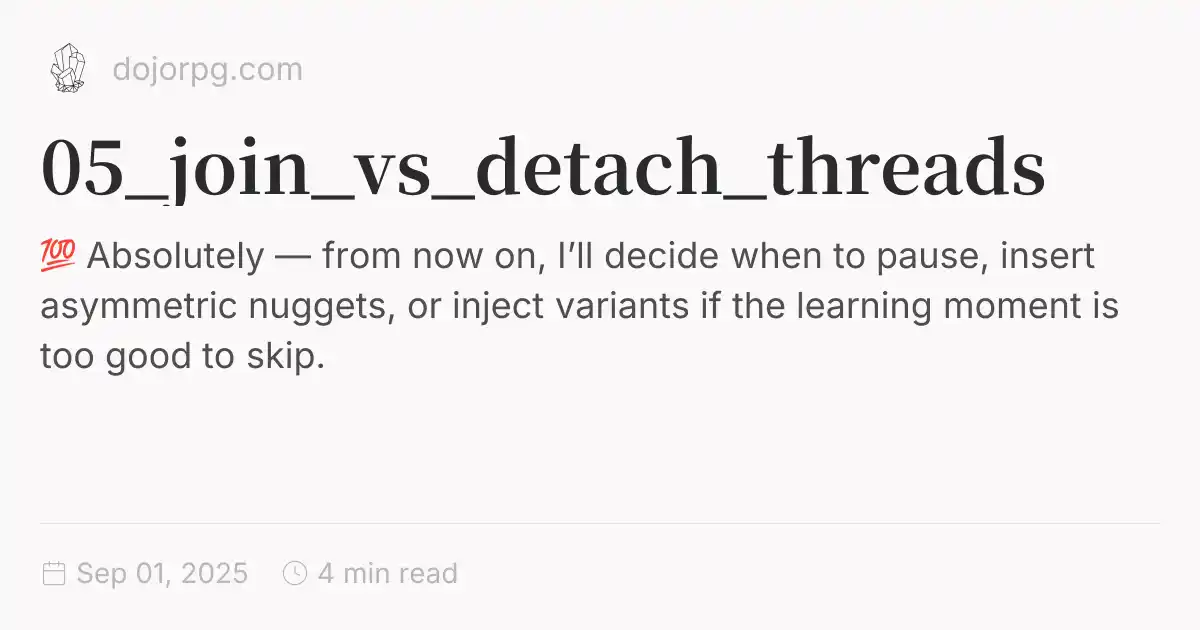 dojorpg.com
05_join_vs_detach_threads
💯 Absolutely — from now on, I’ll decide when to pause, insert
asymmetric nuggets, or inject variants if the learning moment is
too good to skip.
Sep 01, 2025 4 min read